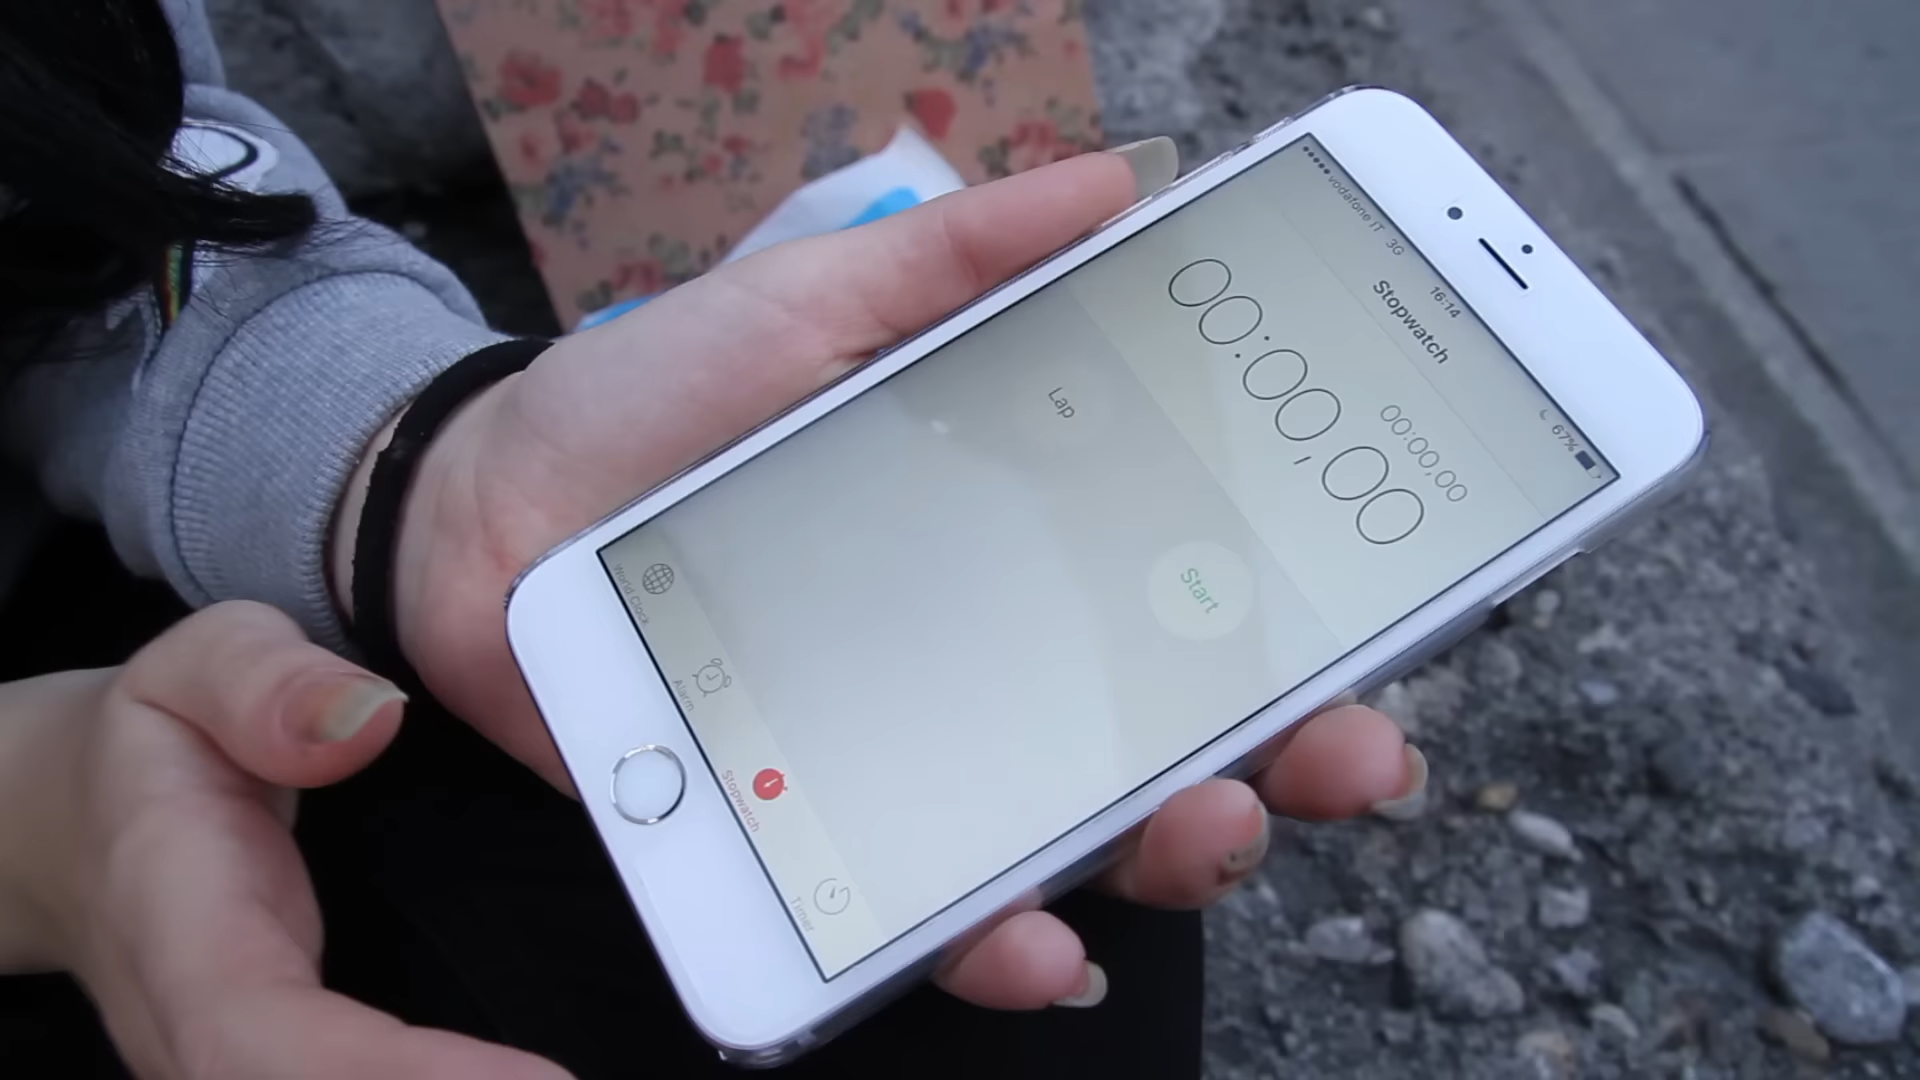 vodafone IT 3G 16:14 67%
Stopwatch
00:00,00
00:00,00
Lap Start
World Clock Alarm Stopwatch Timer